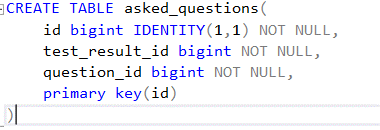 CREATE TABLE asked_questions(
    id bigint IDENTITY(1,1) NOT NULL,
    test_result_id bigint NOT NULL,
    question_id bigint NOT NULL,
    primary key(id)
)